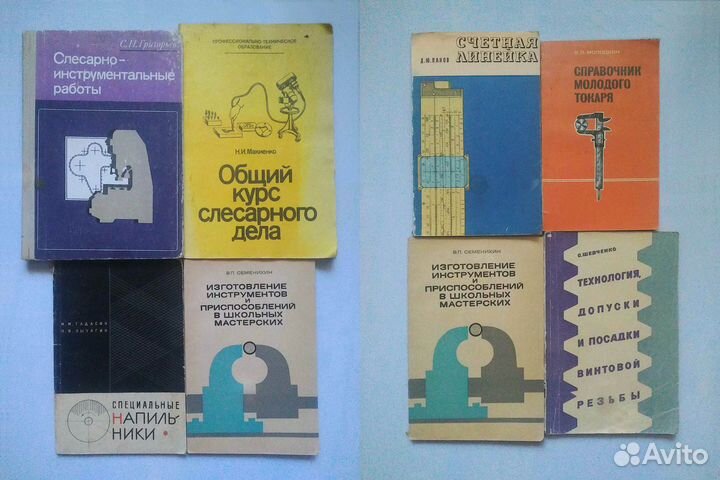 С.П. Григорьев
Слесарно-
инструментальные
работы
ПРОФЕССИОНАЛЬНО-ТЕХНИЧЕСКОЕ
ОБРАЗОВАНИЕ
Н.И. Макиенко
Общий
курс
слесарного
дела
СПЕЦИАЛЬНЫЕ
НАПИЛЬ-
НИКИ
В.П. СЕМЕНИХИН
ИЗГОТОВЛЕНИЕ
ИНСТРУМЕНТОВ
И
ПРИСПОСОБЛЕНИЙ
В ШКОЛЬНЫХ
МАСТЕРСКИХ
СЧЕТНАЯ
ЛИНЕЙКА
Д.Ю. ПАНОВ
СПРАВОЧНИК
МОЛОДОГО
ТОКАРЯ
В.П. СЕМЕНИХИН
ИЗГОТОВЛЕНИЕ
ИНСТРУМЕНТОВ
И
ПРИСПОСОБЛЕНИЙ
В ШКОЛЬНЫХ
МАСТЕРСКИХ
О. ШЕВЧЕНКО
ТЕХНОЛОГИЯ,
ДОПУСКИ
И ПОСАДКИ
ВИНТОВОЙ
РЕЗЬБЫ
Avito